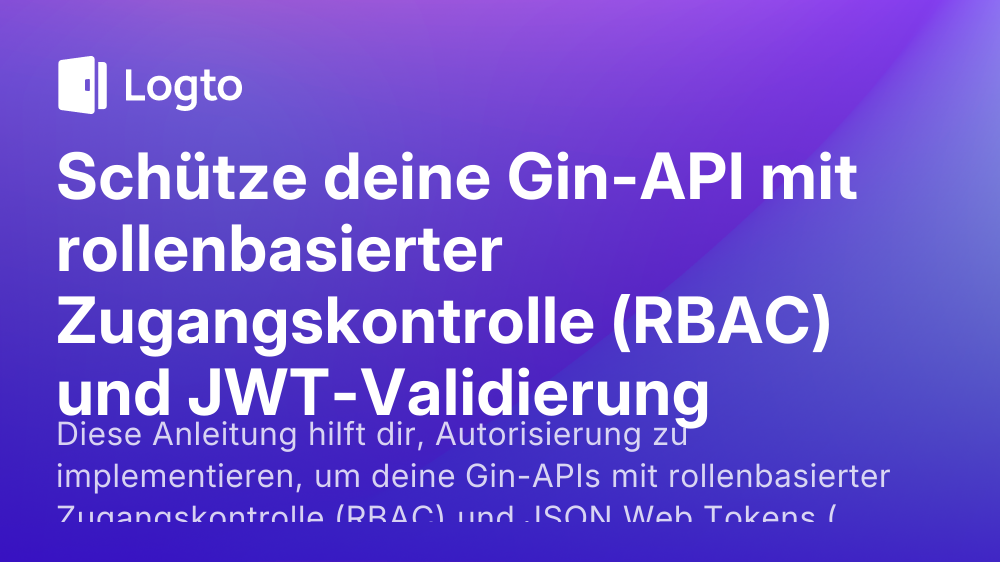 Logto
Schütze deine Gin-API mit
rollenbasierter
Zugangskontrolle (RBAC)
und JWT-Validierung
Diese Anleitung hilft dir, Autorisierung zu
implementieren, um deine Gin-APIs mit rollenbasierter
Zugangskontrolle (RBAC) und JSON Web Tokens (